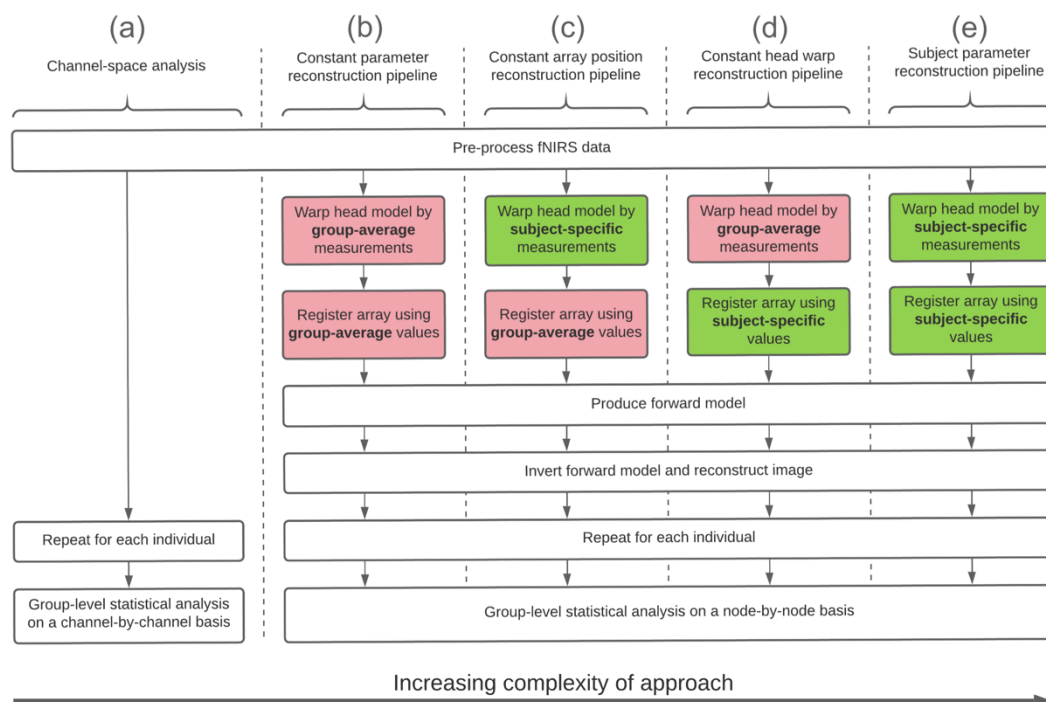 (a)
(b)
(c)
(d)
(e)
Channel-space analysis
Constant parameter
reconstruction pipeline
Constant array position
reconstruction pipeline
Constant head warp
reconstruction pipeline
Subject parameter
reconstruction pipeline
Pre-process fNIRS data
Warp head model by
group-average
measurements
Warp head model by
subject-specific
measurements
Warp head model by
group-average
measurements
Warp head model by
subject-specific
measurements
Register array using
group-average values
Register array using
group-average values
Register array using
subject-specific
values
Register array using
subject-specific
values
Produce forward model
Invert forward model and reconstruct image
Repeat for each individual
Repeat for each individual
Group-level statistical analysis
on a channel-by-channel basis
Group-level statistical analysis on a node-by-node basis
Increasing complexity of approach